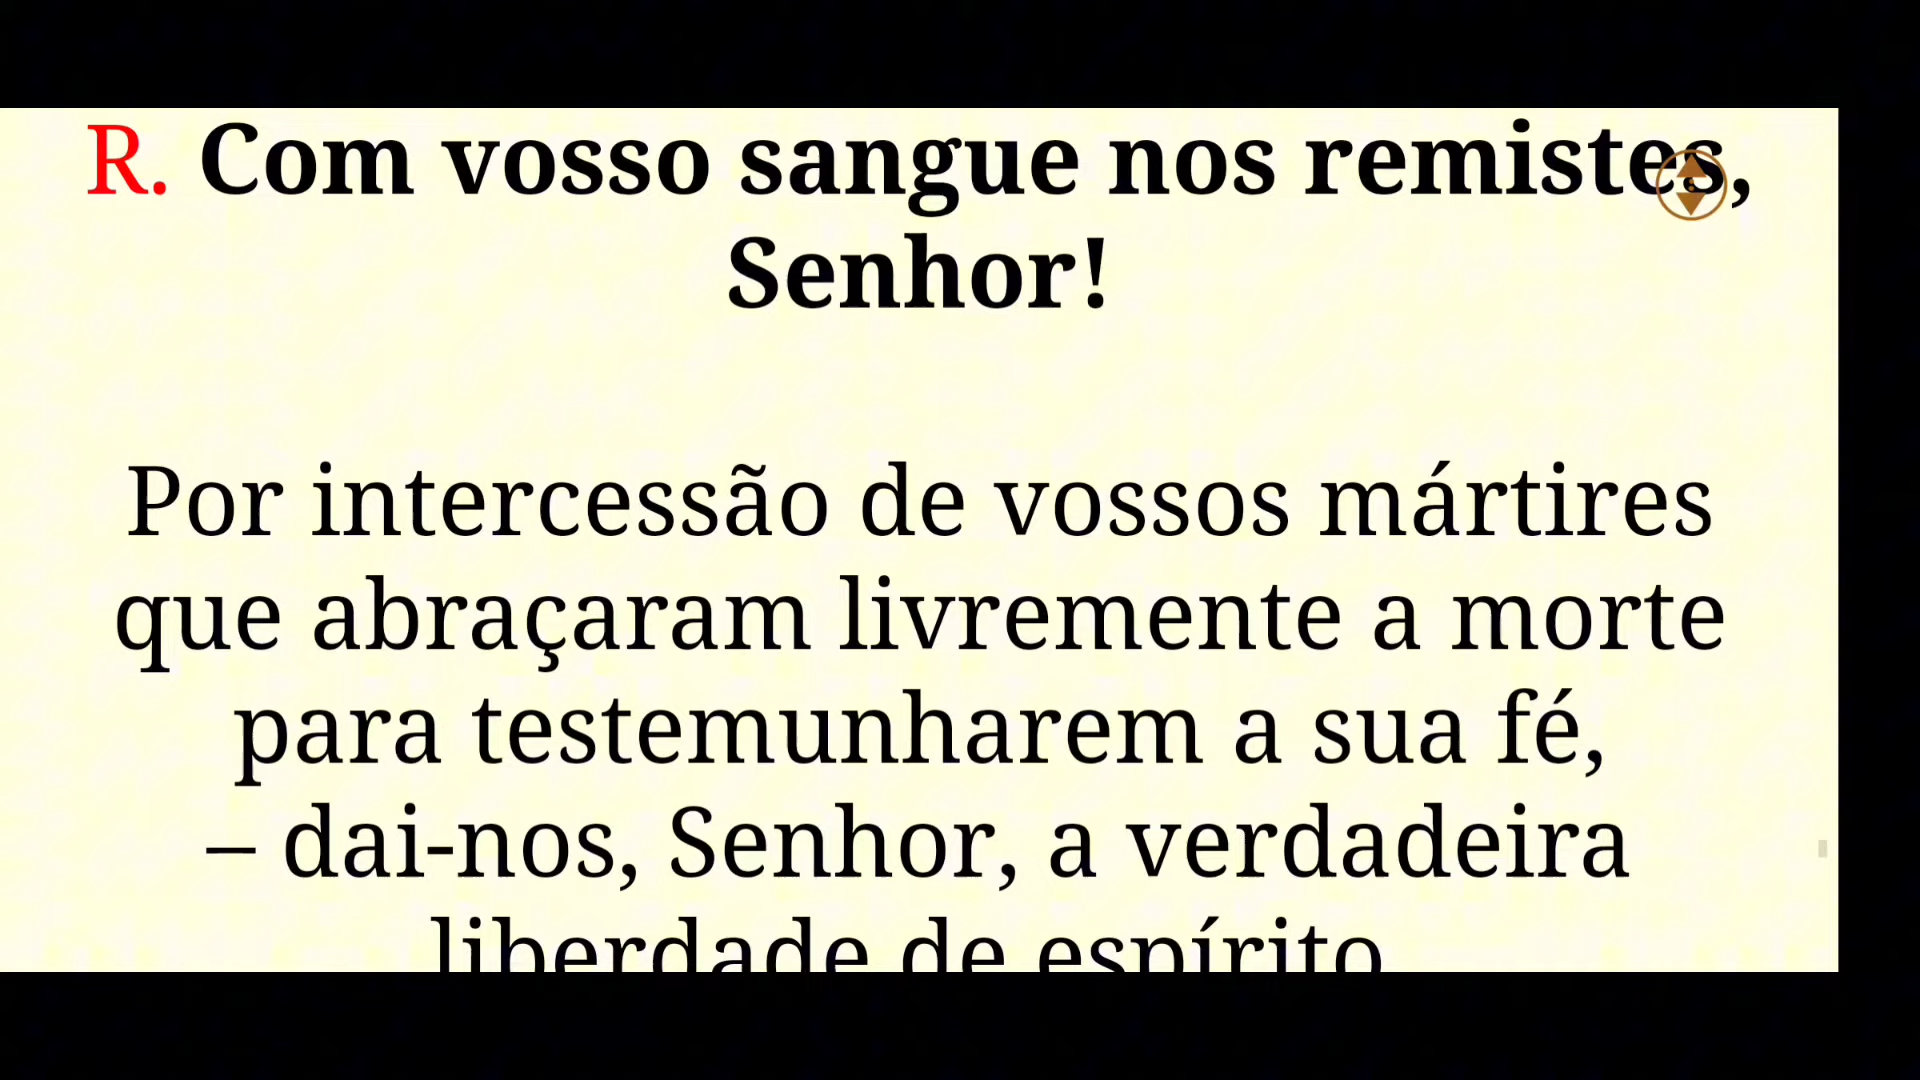 R. Com vosso sangue nos remistes,
Senhor!
Por intercessão de vossos mártires
que abraçaram livremente a morte
para testemunharem a sua fé,
– dai-nos, Senhor, a verdadeira
liberdade de espírito